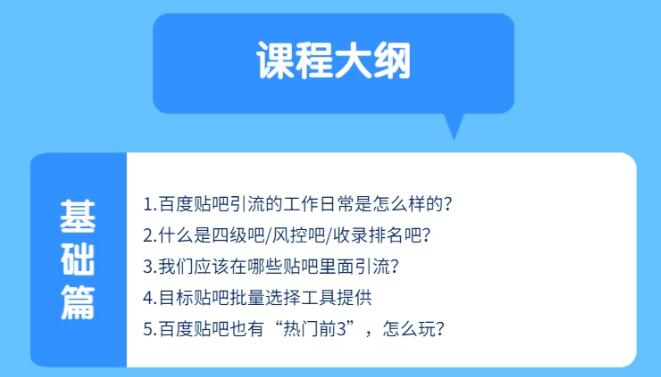 课程大纲
基础篇
1.百度贴吧引流的工作日常是怎么样的？
2.什么是四级吧/风控吧/收录排名吧？
3.我们应该在哪些贴吧里面引流？
4.目标贴吧批量选择工具提供
5.百度贴吧也有“热门前3”，怎么玩？